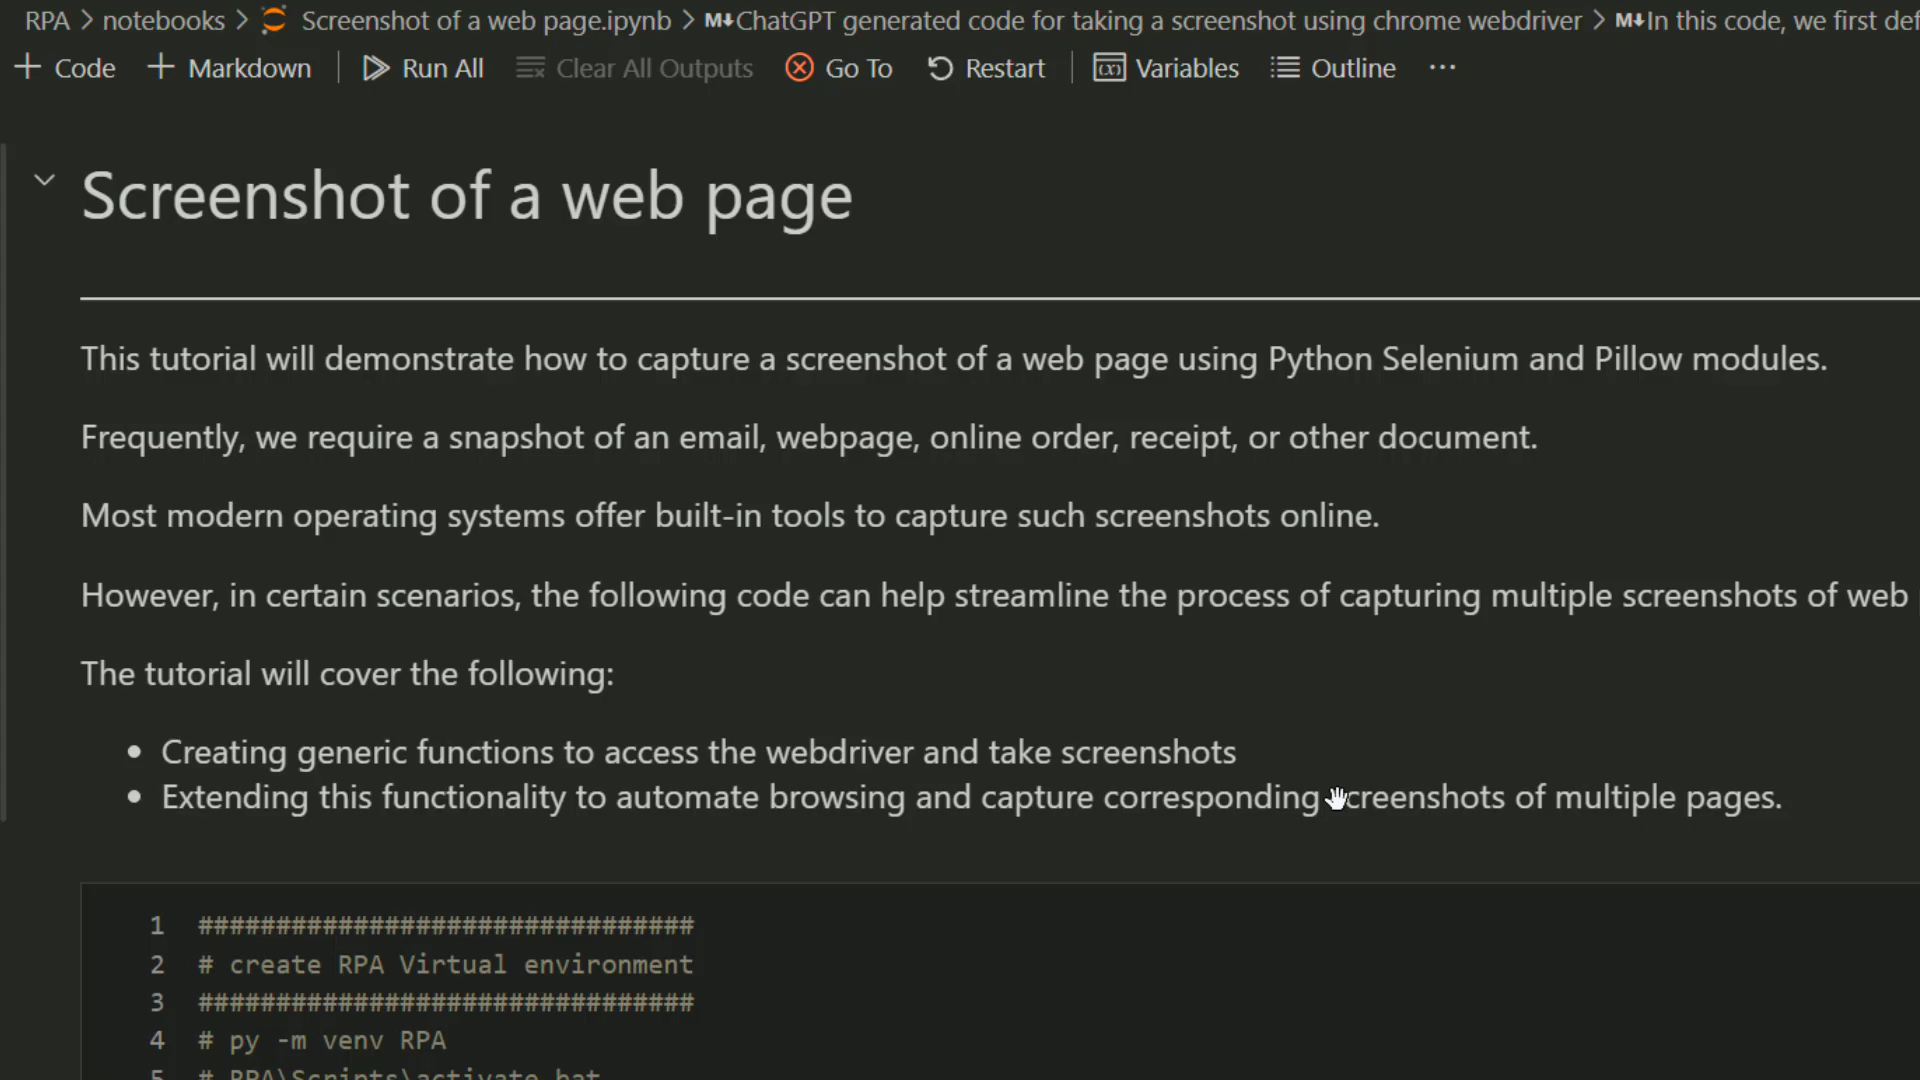 RPA > notebooks > Screenshot of a web page.ipynb > M↓ChatGPT generated code for taking a screenshot using chrome webdriver > M↓In this code, we first def
+ Code + Markdown Run All Clear All Outputs Go To Restart Variables Outline ...
Screenshot of a web page
This tutorial will demonstrate how to capture a screenshot of a web page using Python Selenium and Pillow modules.
Frequently, we require a snapshot of an email, webpage, online order, receipt, or other document.
Most modern operating systems offer built-in tools to capture such screenshots online.
However, in certain scenarios, the following code can help streamline the process of capturing multiple screenshots of web
The tutorial will cover the following:
• Creating generic functions to access the webdriver and take screenshots
• Extending this functionality to automate browsing and capture corresponding screenshots of multiple pages.
1 ################################
2 # create RPA Virtual environment
3 ################################
4 # py -m venv RPA
5 # RPA\Scripts\activate.bat